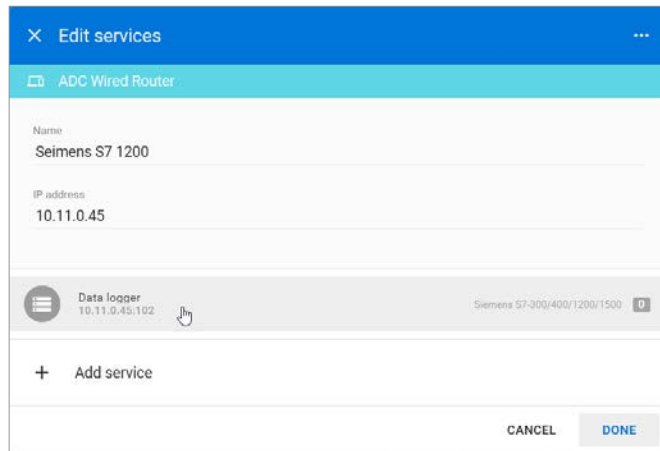 Edit services
ADC Wired Router
Name
Seimens S7 1200
IP address
10.11.0.45
Data logger
10.11.0.45:102
Siemens S7-300/400/1200/1500 0
Add service
CANCEL DONE